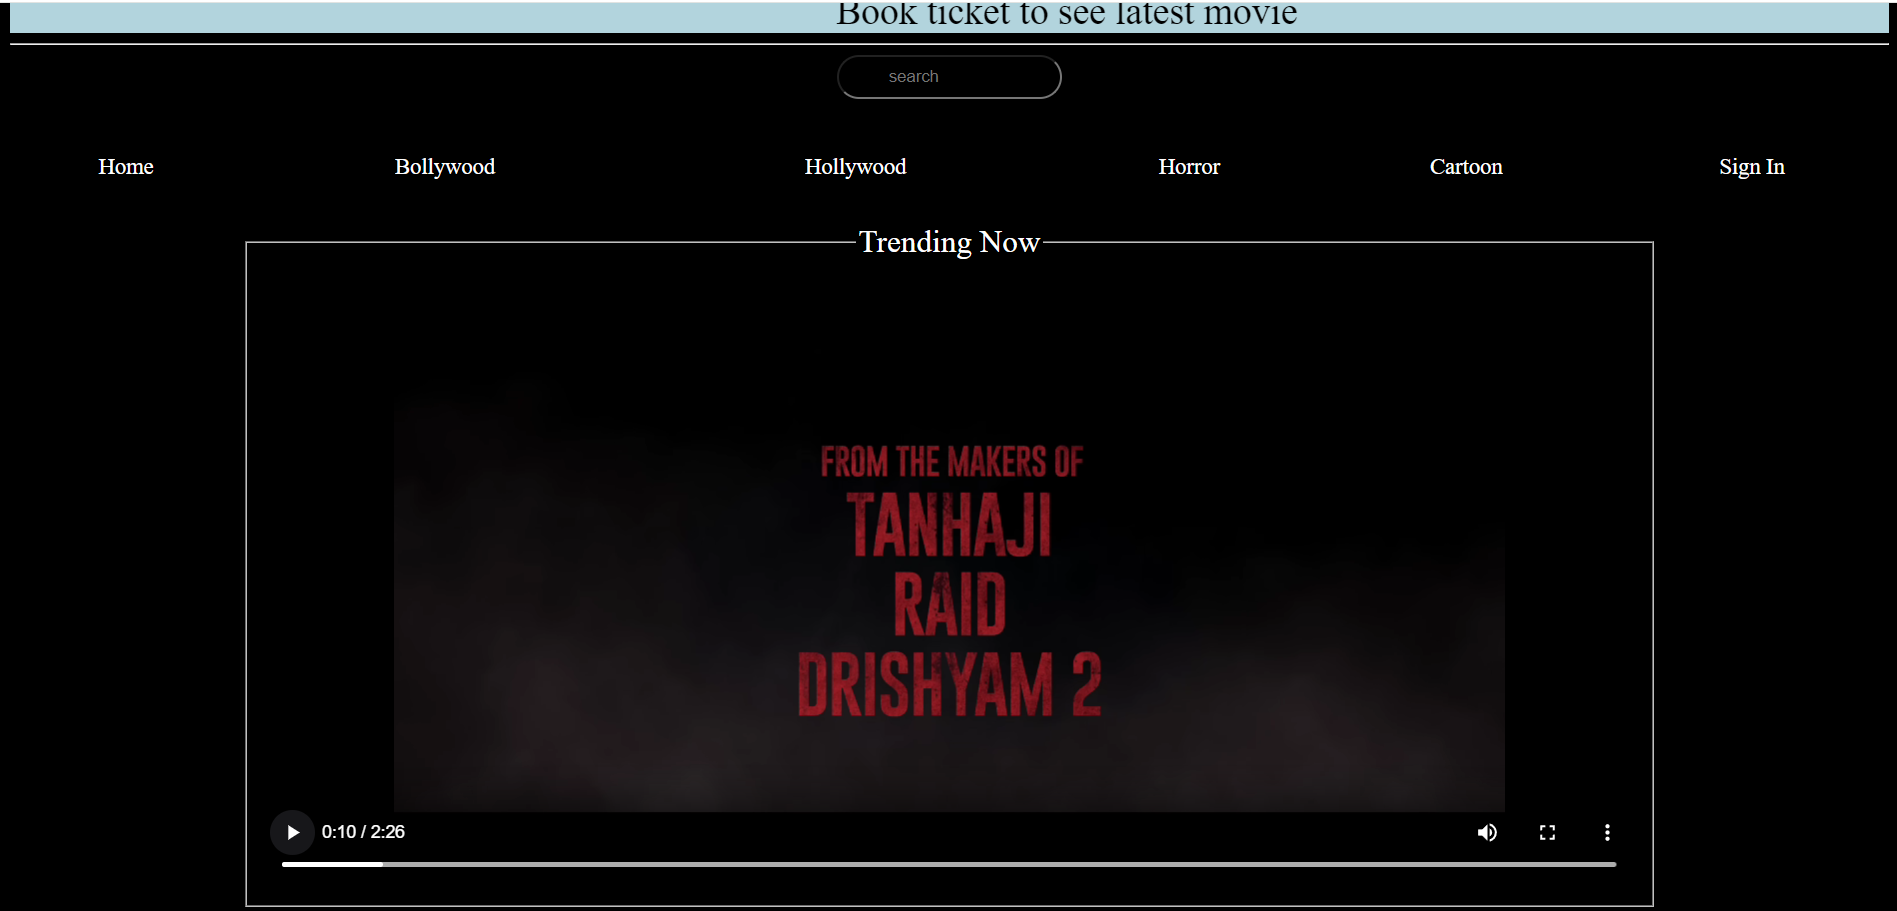 Book ticket to see latest movie
search
Home Bollywood Hollywood Horror Cartoon Sign In
Trending Now
FROM THE MAKERS OF
TANHAJI
RAID
DRISHYAM 2
0:10 / 2:26